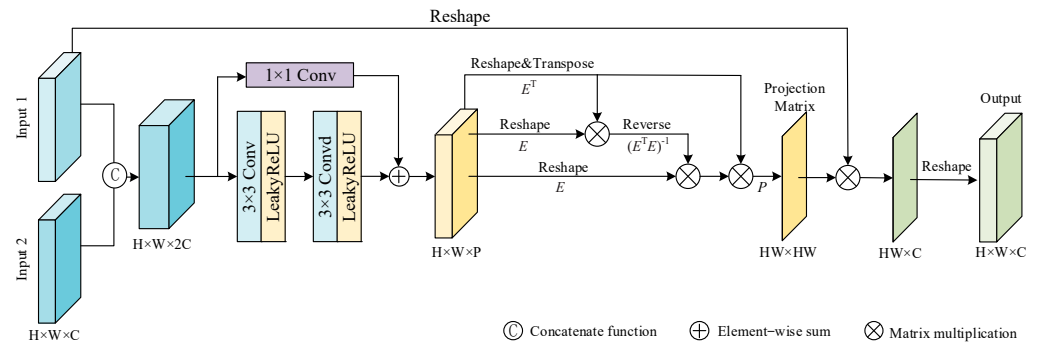 Reshape
Input 1
Input 2
H×W×C
C
H×W×2C
1×1 Conv
3×3 Conv
LeakyReLU
3×3 Convd
LeakyReLU
H×W×P
Reshape&Transpose
E^T
Reshape
E
Reverse
(E^TE)^-1
Reshape
E
P
Projection
Matrix
HW×HW
HW×C
Reshape
Output
H×W×C
C Concatenate function
Element−wise sum
Matrix multiplication